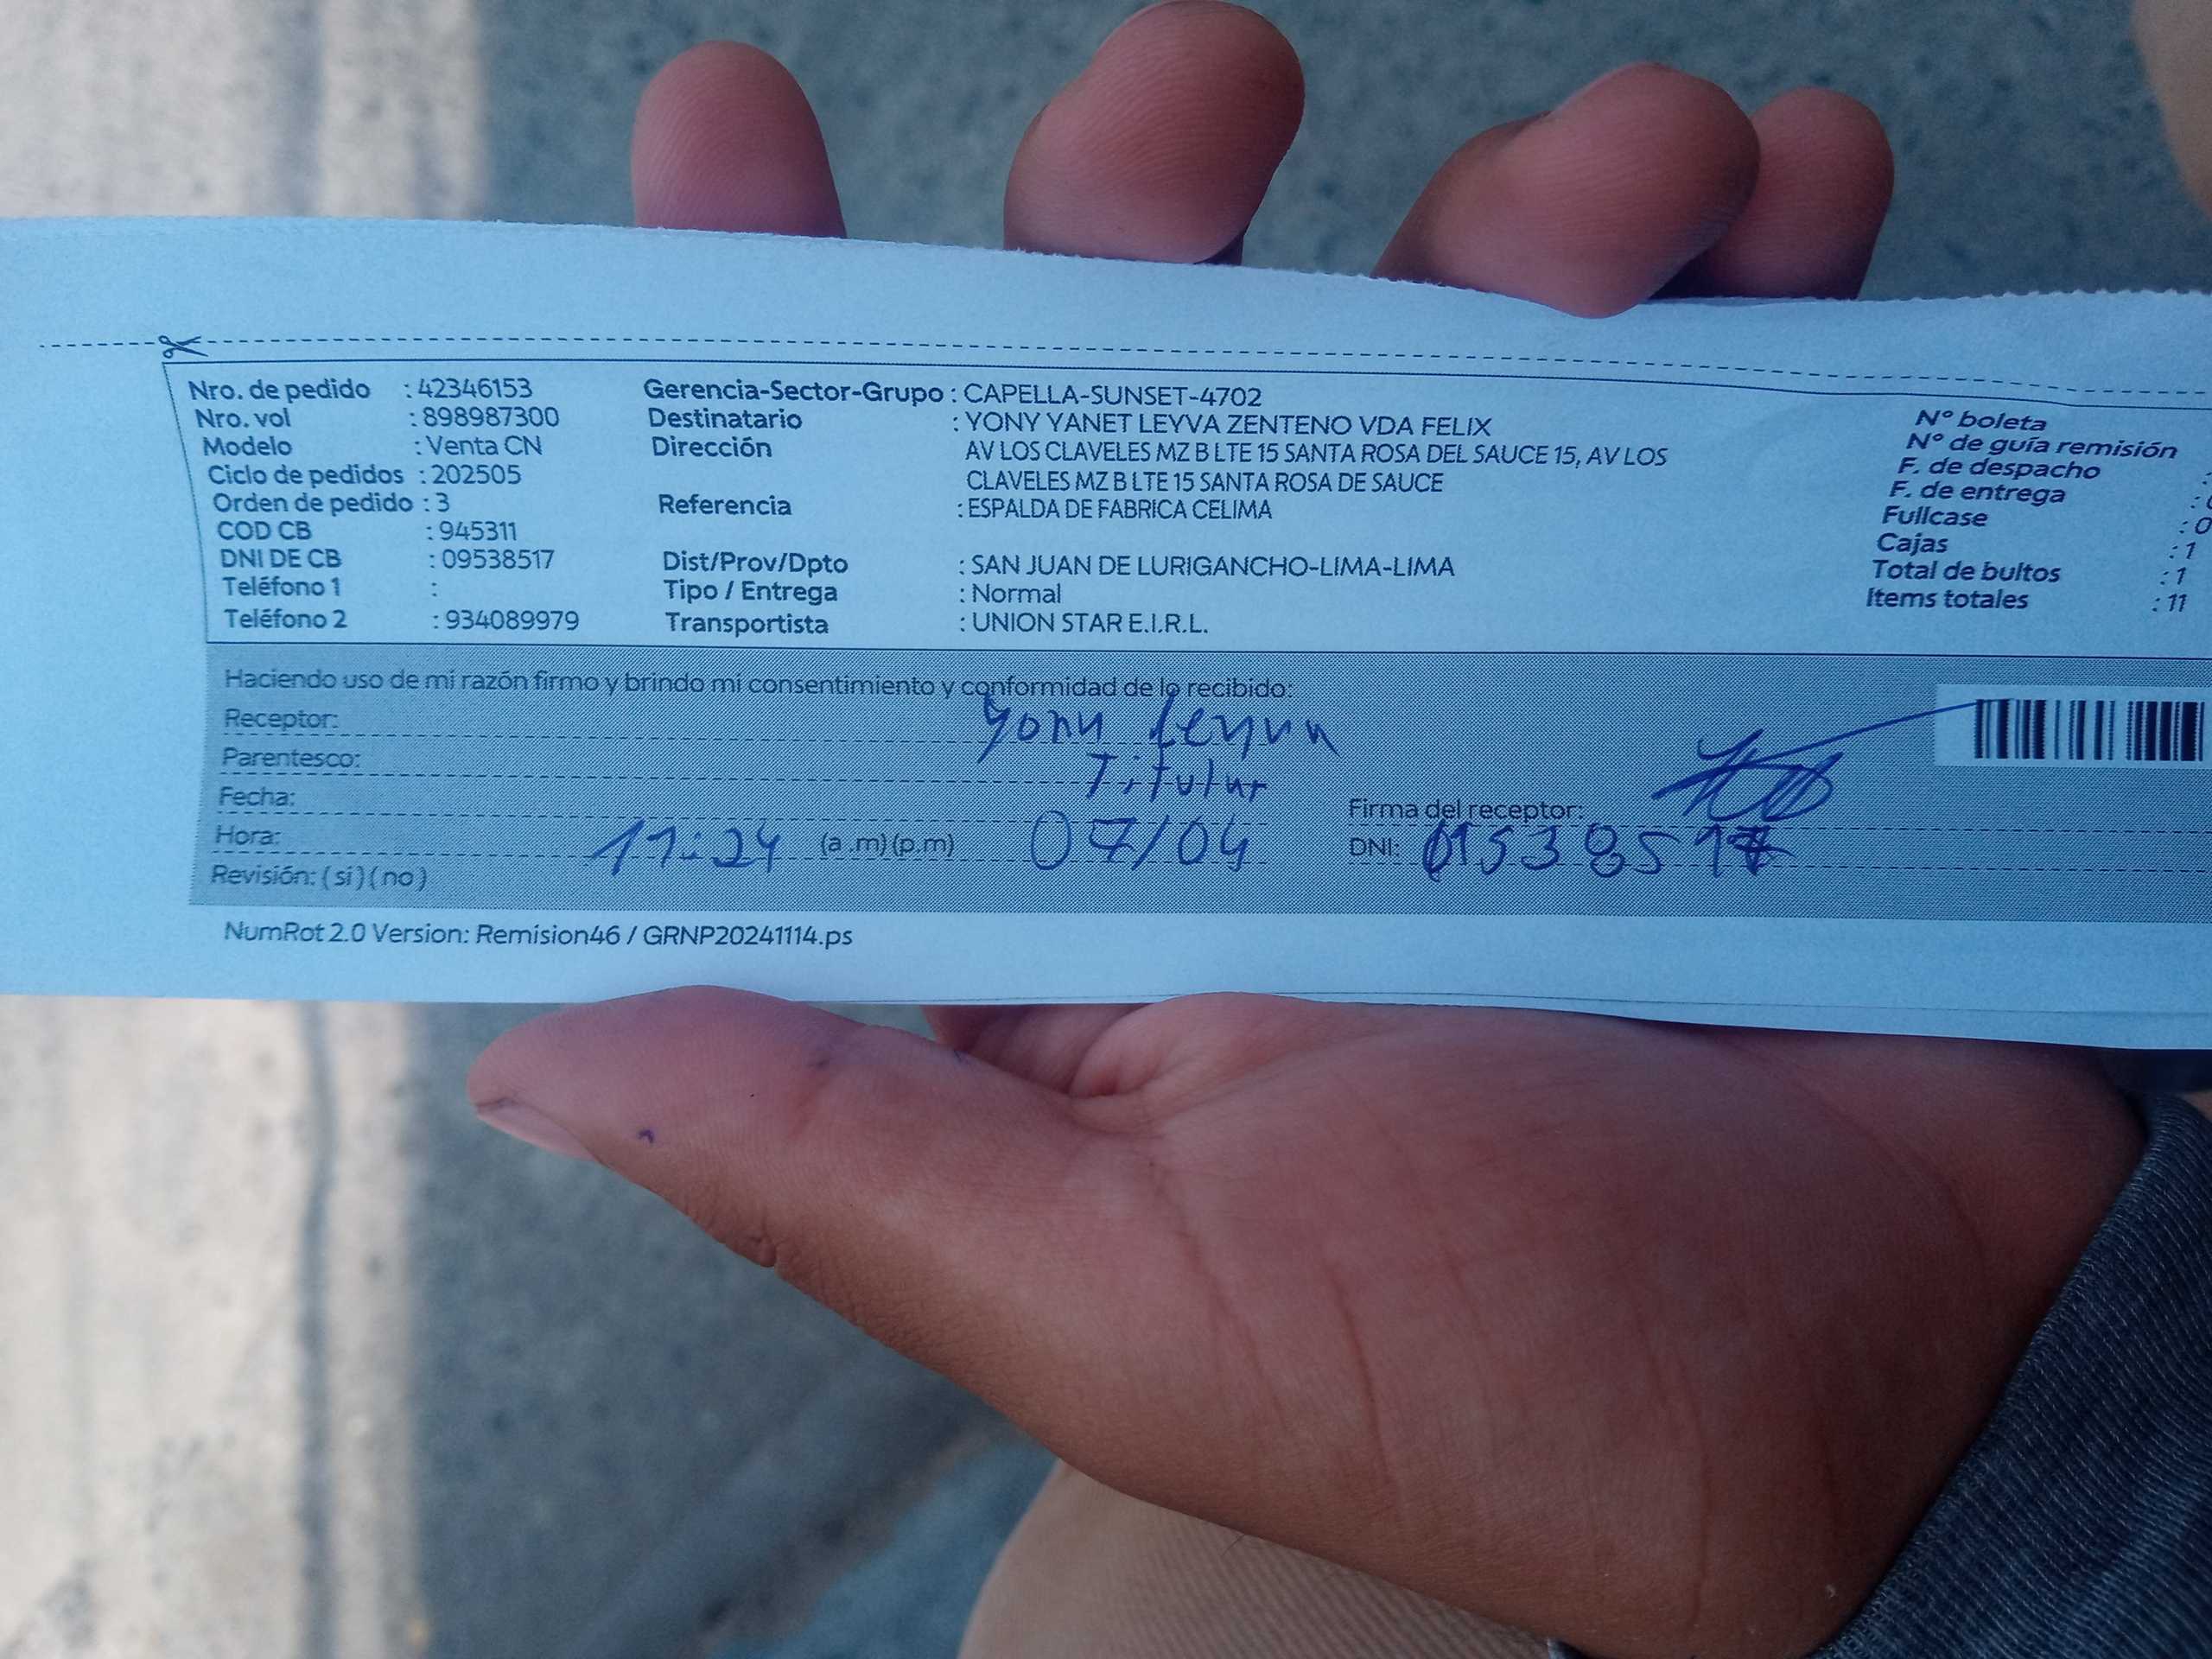 Nro. de pedido : 42346153
Nro. vol : 898987300
Modelo : Venta CN
Ciclo de pedidos : 202505
Orden de pedido : 3
COD CB : 945311
DNI DE CB : 09538517
Teléfono 1 :
Teléfono 2 : 934089979
Gerencia-Sector-Grupo : CAPELLA-SUNSET-4702
Destinatario : YONY YANET LEYVA ZENTENO VDA FELIX
Dirección AV LOS CLAVELES MZ B LTE 15 SANTA ROSA DEL SAUCE 15, AV LOS
CLAVELES MZ B LTE 15 SANTA ROSA DE SAUCE
Referencia : ESPALDA DE FABRICA CELIMA
Dist/Prov/Dpto : SAN JUAN DE LURIGANCHO-LIMA-LIMA
Tipo / Entrega : Normal
Transportista : UNION STAR E.I.R.L.
N° boleta
N° de guía remisión
F. de despacho :
F. de entrega :
Fullcase : 0
Cajas : 1
Total de bultos : 1
Items totales : 11
Haciendo uso de mi razón firmo y brindo mi consentimiento y conformidad de lo recibido:
Receptor: Yony Leyva
Parentesco: Titular
Fecha:
Firma del receptor:
Hora: 11:24 (a.m)(p.m) 07/04
DNI:
Revisión: (si)(no)
NumRot 2.0 Version: Remision46 / GRNP20241114.ps